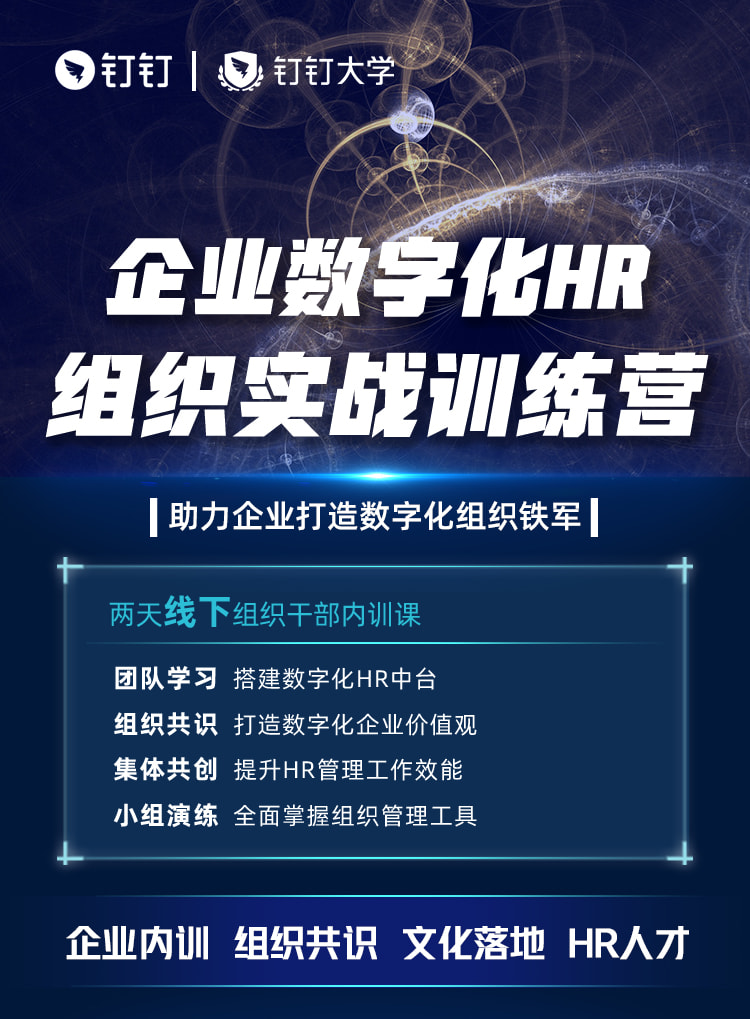 钉钉 | 钉钉大学
企业数字化HR
组织实战训练营
助力企业打造数字化组织铁军
两天线下组织干部内训课
团队学习 搭建数字化HR中台
组织共识 打造数字化企业价值观
集体共创 提升HR管理工作效能
小组演练 全面掌握组织管理工具
企业内训 组织共识 文化落地 HR人才